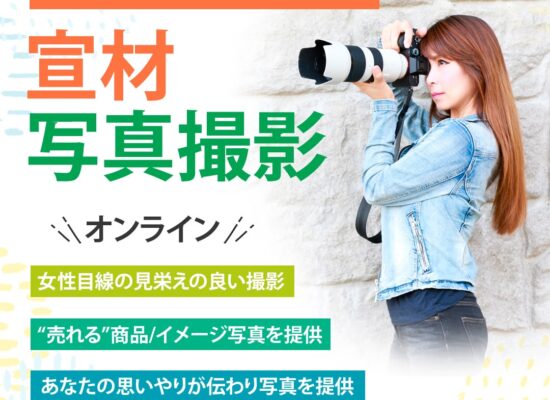 宣材
写真撮影
オンライン
女性目線の見栄えの良い撮影
“売れる”商品/イメージ写真を提供
あなたの思いやりが伝わり写真を提供